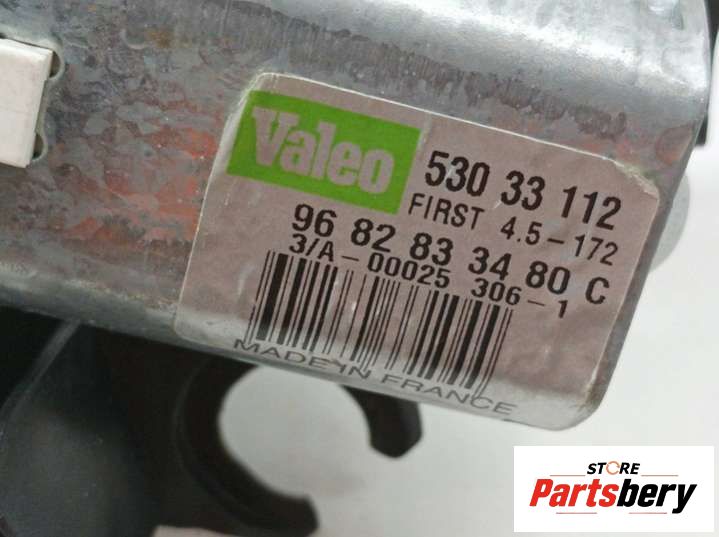 Valeo
530 33 112
FIRST 4.5-172
96 82 83 34 80 C
3/A-00025 306-1
MADE IN FRANCE
STORE
Partsbery